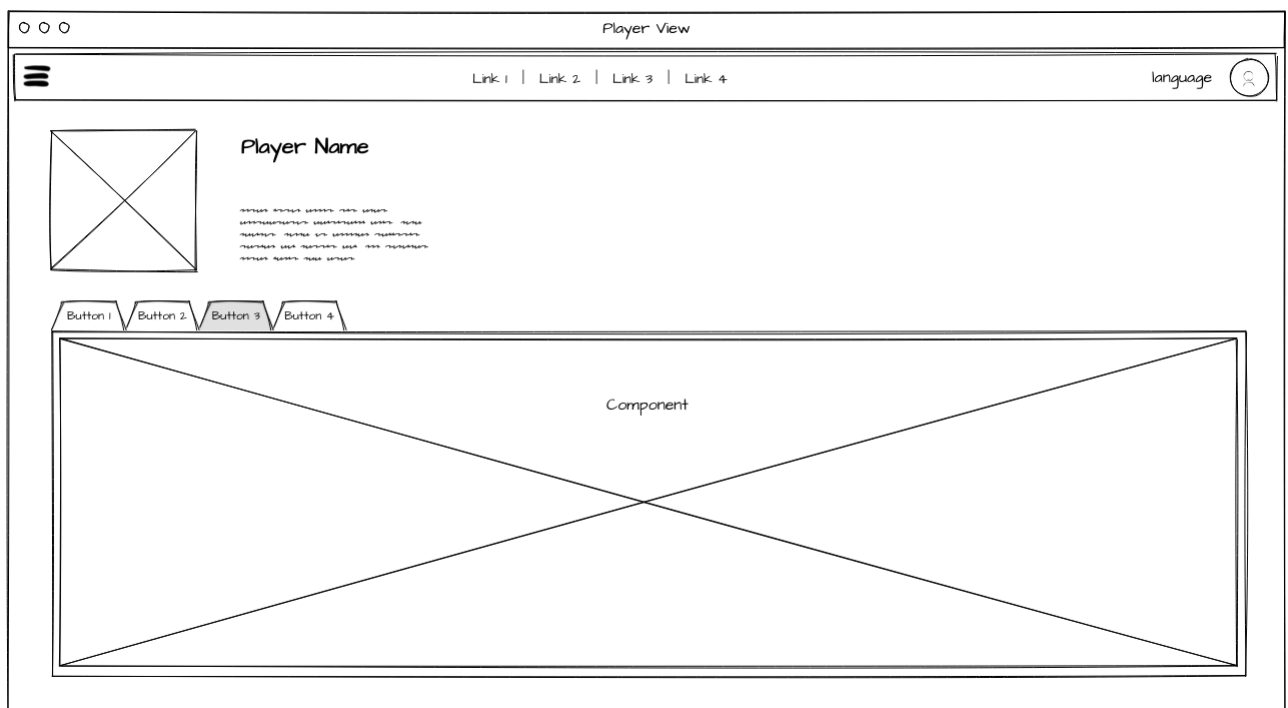 Player View
Link 1 | Link 2 | Link 3 | Link 4
language
Player Name
Button 1
Button 2
Button 3
Button 4
Component